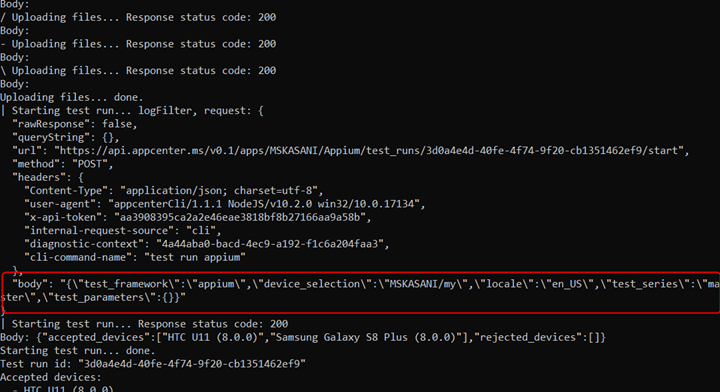 Body:
/ Uploading files... Response status code: 200
Body:
- Uploading files... Response status code: 200
Body:
\ Uploading files... Response status code: 200
Body:
Uploading files... done.
| Starting test run... logFilter, request: {
  "rawResponse": false,
  "queryString": {},
  "url": "https://api.appcenter.ms/v0.1/apps/MSKASANI/Appium/test_runs/3d0a4e4d-40fe-4f74-9f20-cb1351462ef9/start",
  "method": "POST",
  "headers": {
    "Content-Type": "application/json; charset=utf-8",
    "user-agent": "appcenterCli/1.1.1 NodeJS/v10.2.0 win32/10.0.17134",
    "x-api-token": "aa3908395ca2a2e46eae3818bf8b27166aa9a58b",
    "internal-request-source": "cli",
    "diagnostic-context": "4a44aba0-bacd-4ec9-a192-f1c6a204faa3",
    "cli-command-name": "test run appium"
  },
  "body": "{\"test_framework\":\"appium\",\"device_selection\":\"MSKASANI/my\",\"locale\":\"en_US\",\"test_series\":\"ma
ster\",\"test_parameters\":{}}"
}
| Starting test run... Response status code: 200
Body: {"accepted_devices":["HTC U11 (8.0.0)","Samsung Galaxy S8 Plus (8.0.0)"],"rejected_devices":[]}
Starting test run... done.
Test run id: "3d0a4e4d-40fe-4f74-9f20-cb1351462ef9"
Accepted devices:
  - HTC U11 (8.0.0)